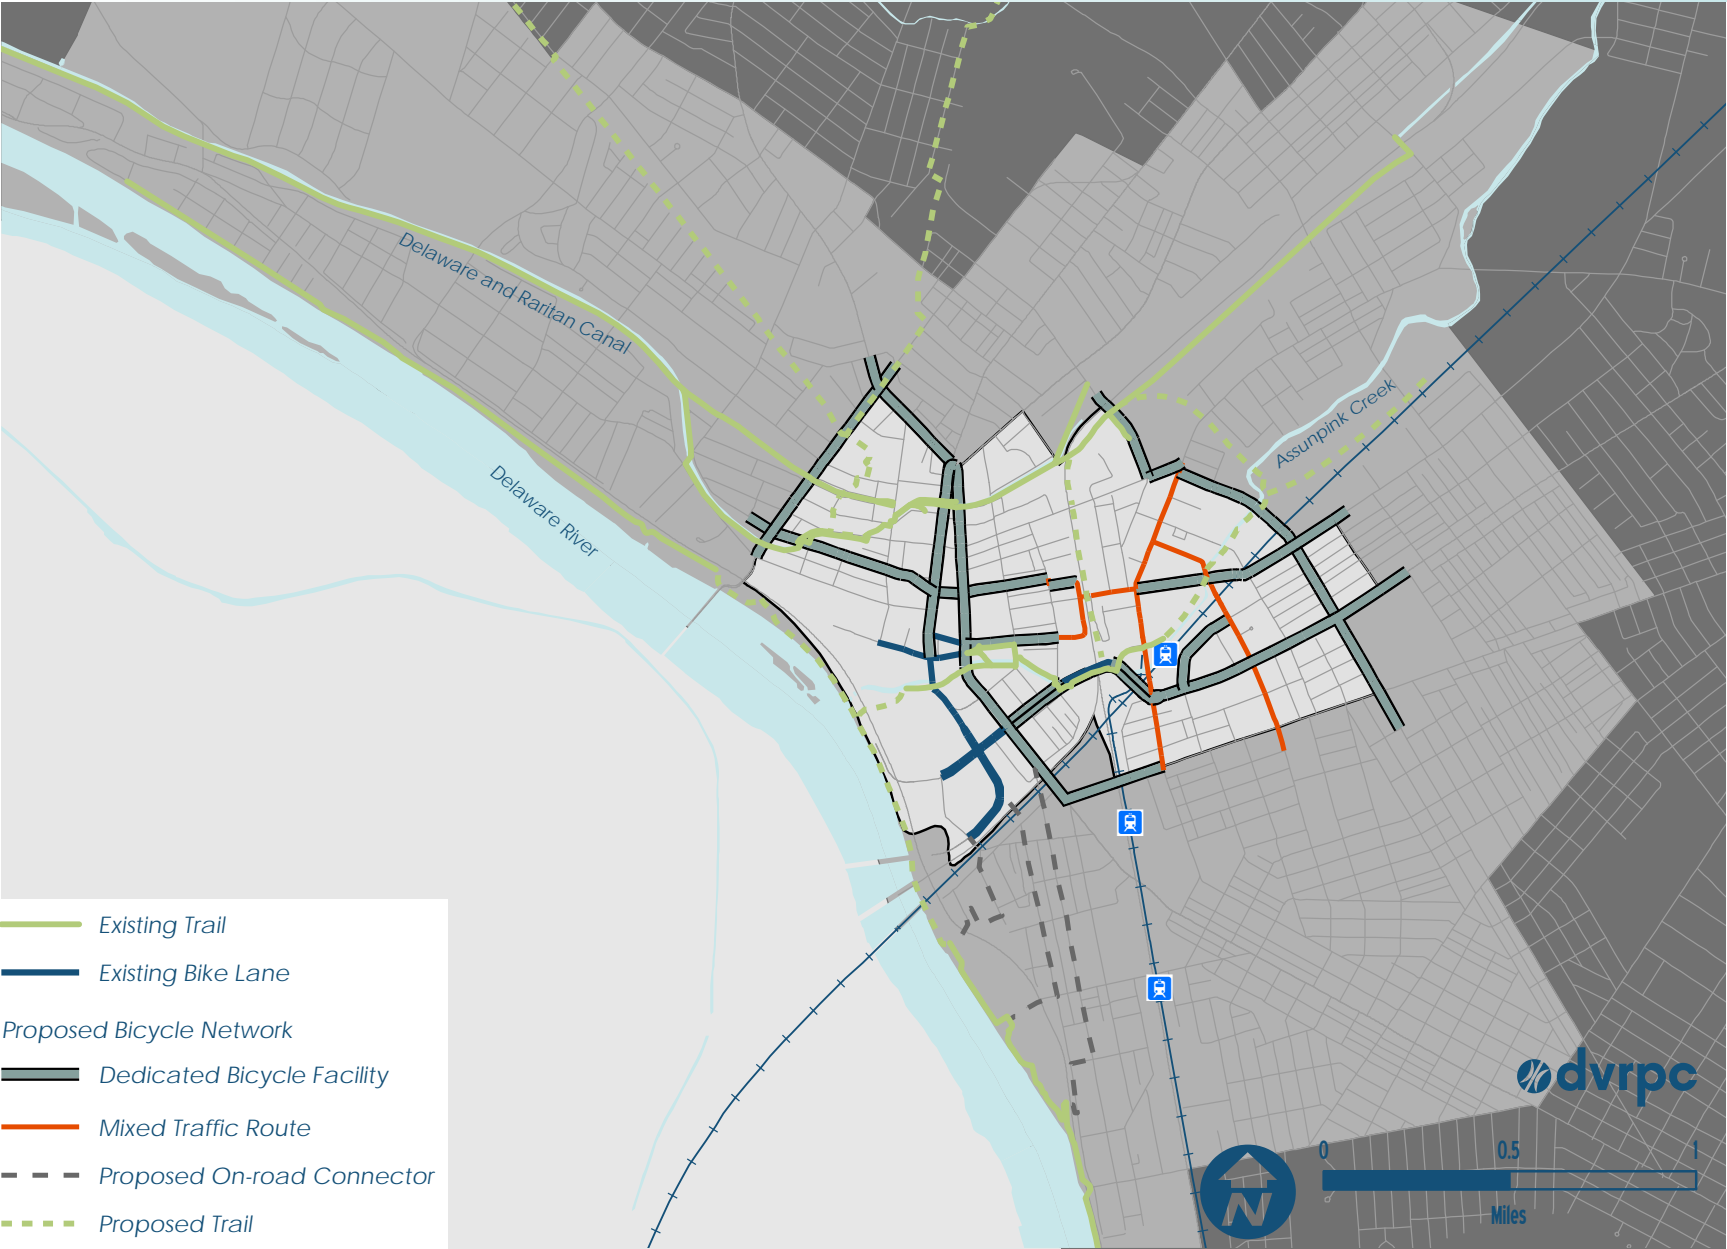 Delaware and Raritan Canal
Assunpink Creek
Delaware River
Existing Trail
Existing Bike Lane
Proposed Bicycle Network
Dedicated Bicycle Facility
Mixed Traffic Route
Proposed On-road Connector
Proposed Trail
dvrpc
N
0 0.5 1
Miles